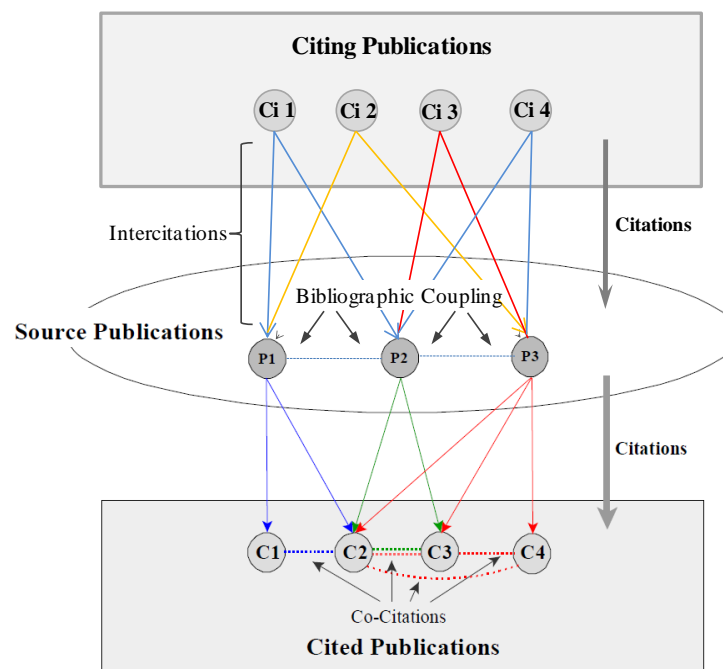 Citing Publications
Ci 1 Ci 2 Ci 3 Ci 4
Citations
Intercitations
Bibliographic Coupling
Source Publications
P1 P2 P3
Citations
C1 C2 C3 C4
Co-Citations
Cited Publications